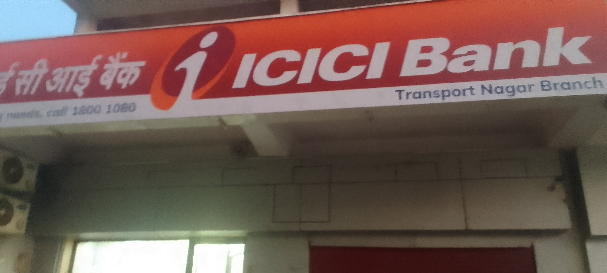 सी आई बैंक ICICI Bank
needs, call 1800 1080 Transport Nagar Branch